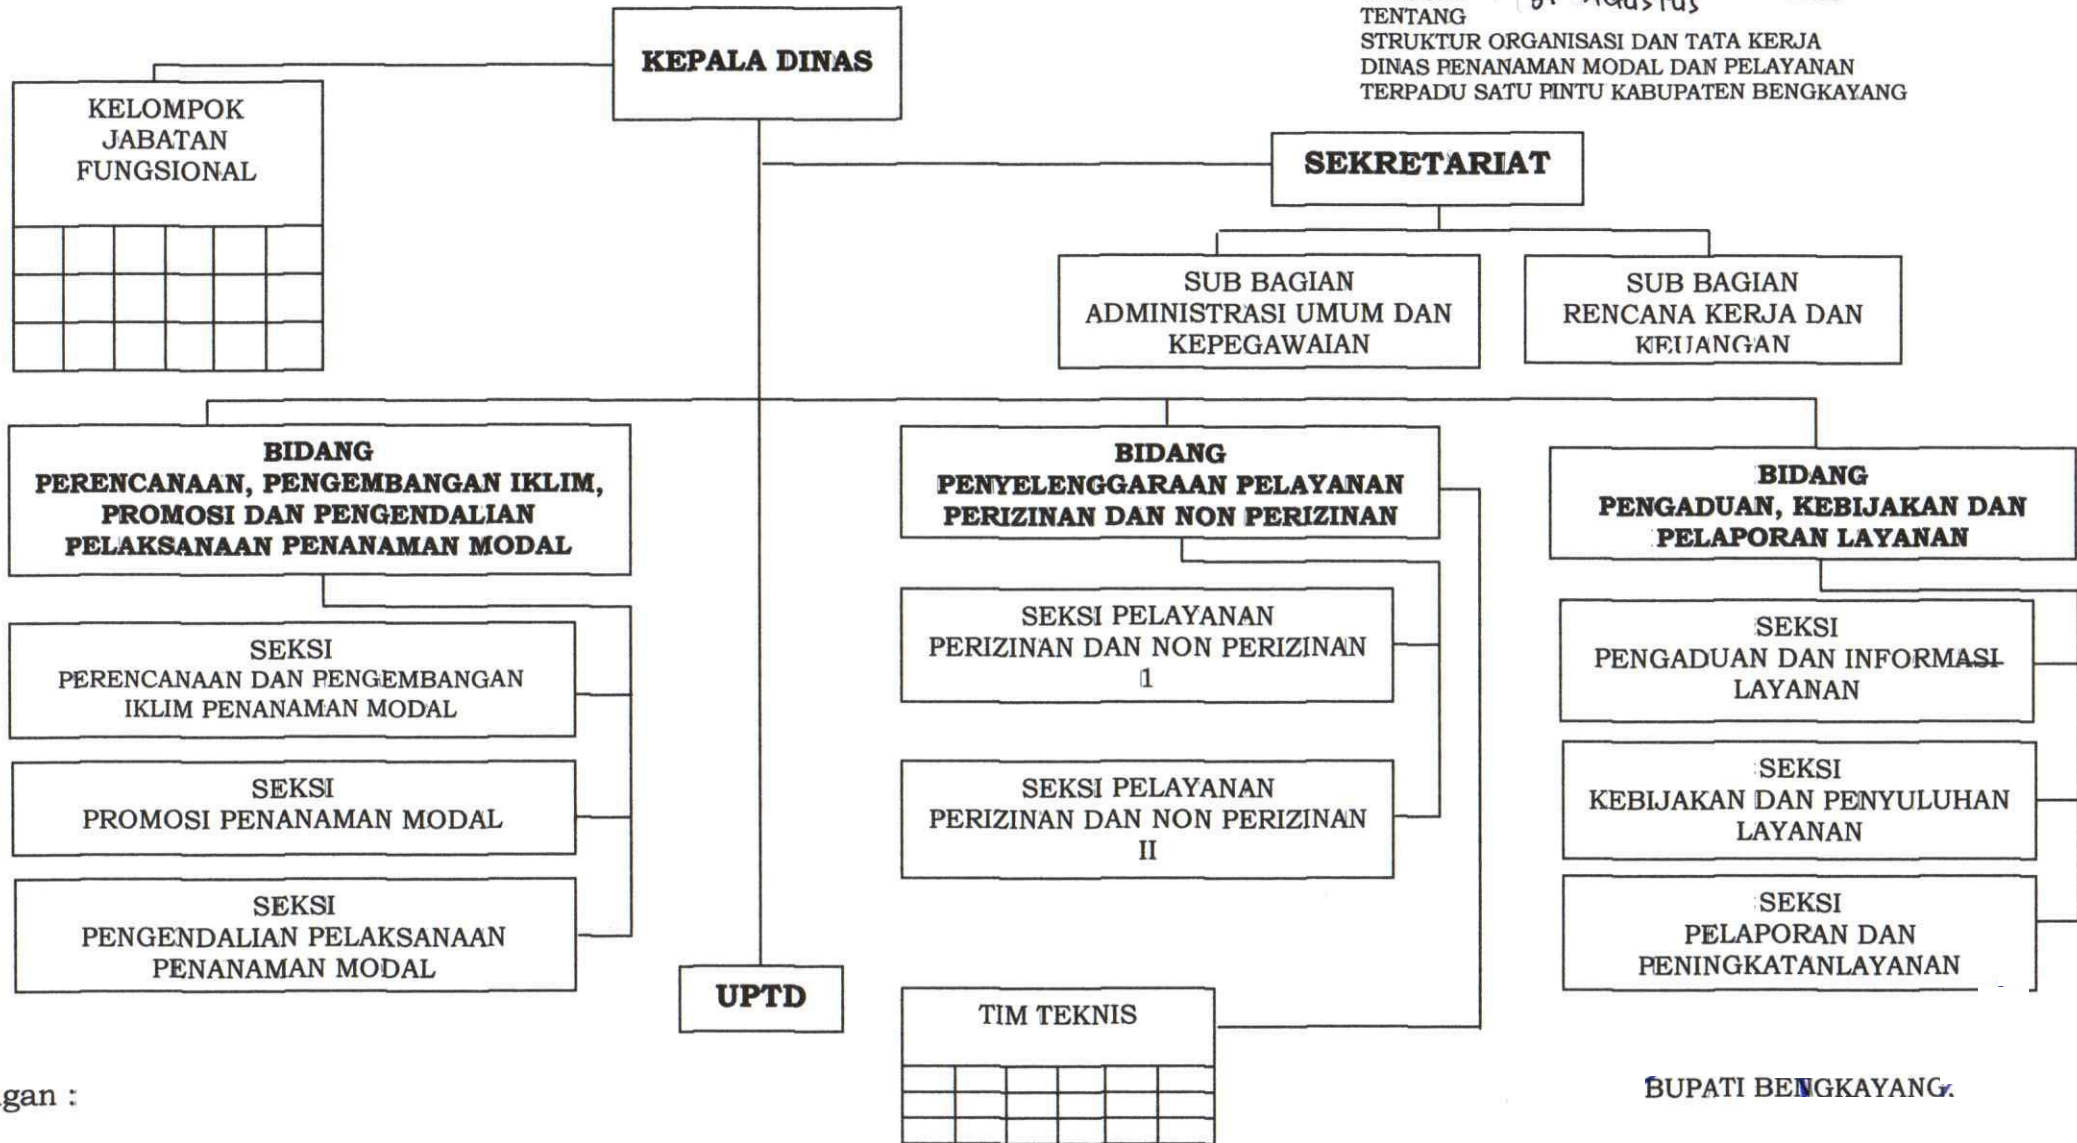 Agustus
TENTANG
STRUKTUR ORGANISASI DAN TATA KERJA
DINAS PENANAMAN MODAL DAN PELAYANAN
TERPADU SATU PINTU KABUPATEN BENGKAYANG
KEPALA DINAS
KELOMPOK
JABATAN
FUNGSIONAL
SEKRETARIAT
SUB BAGIAN
ADMINISTRASI UMUM DAN
KEPEGAWAIAN
SUB BAGIAN
RENCANA KERJA DAN
KEUANGAN
BIDANG
PERENCANAAN, PENGEMBANGAN IKLIM,
PROMOSI DAN PENGENDALIAN
PELAKSANAAN PENANAMAN MODAL
SEKSI
PERENCANAAN DAN PENGEMBANGAN
IKLIM PENANAMAN MODAL
SEKSI
PROMOSI PENANAMAN MODAL
SEKSI
PENGENDALIAN PELAKSANAAN
PENANAMAN MODAL
UPTD
BIDANG
PENYELENGGARAAN PELAYANAN
PERIZINAN DAN NON PERIZINAN
SEKSI PELAYANAN
PERIZINAN DAN NON PERIZINAN
1
SEKSI PELAYANAN
PERIZINAN DAN NON PERIZINAN
II
TIM TEKNIS
BIDANG
PENGADUAN, KEBIJAKAN DAN
PELAPORAN LAYANAN
SEKSI
PENGADUAN DAN INFORMASI
LAYANAN
SEKSI
KEBIJAKAN DAN PENYULUHAN
LAYANAN
SEKSI
PELAPORAN DAN
PENINGKATANLAYANAN
gan :
BUPATI BENGKAYANG,